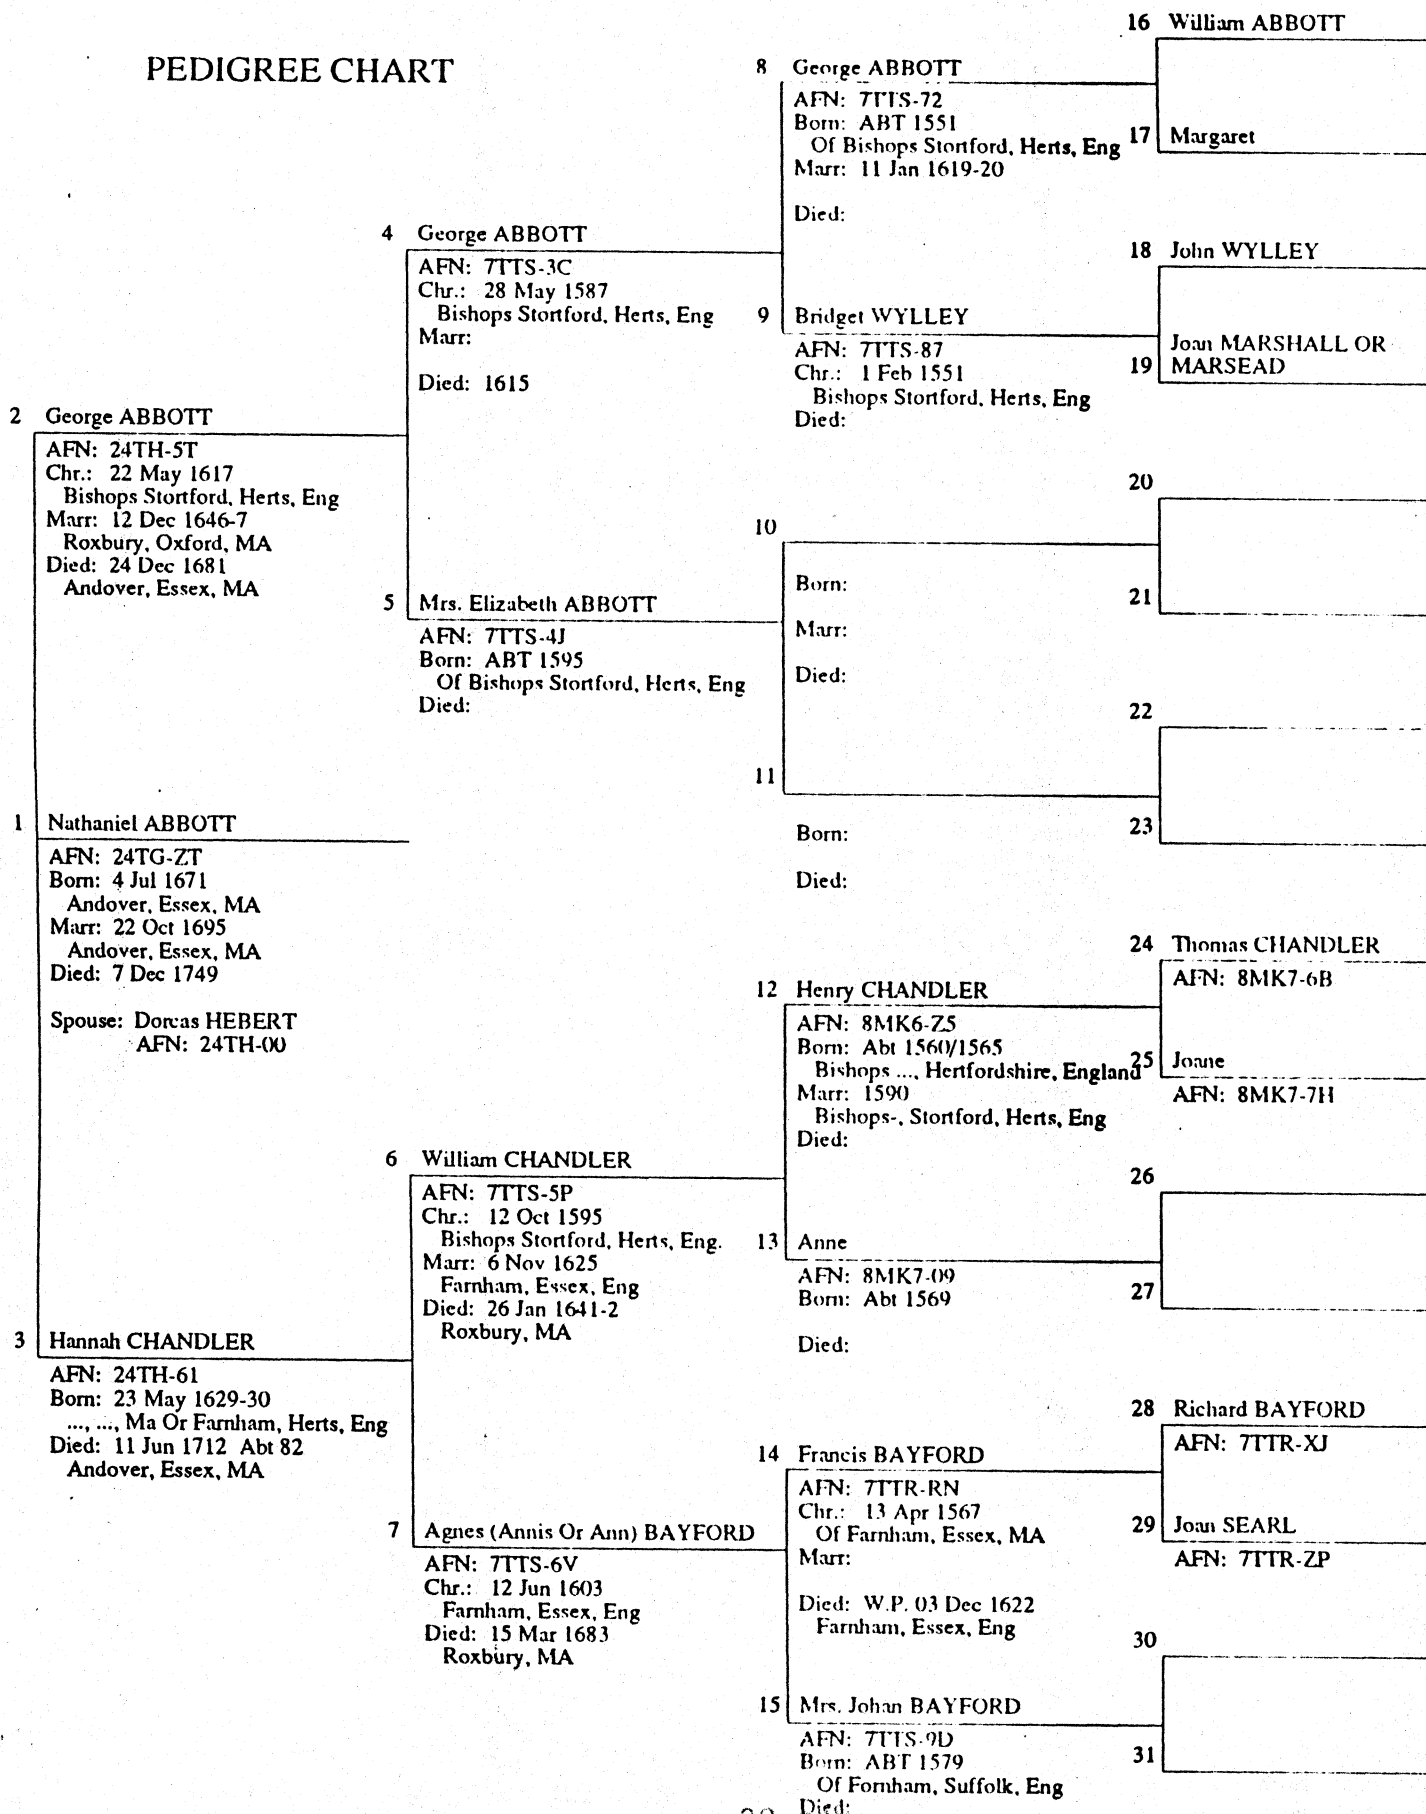 PEDIGREE CHART
1 Nathaniel ABBOTT
AFN: 24TG-ZT
Born: 4 Jul 1671
Andover, Essex, MA
Marr: 22 Oct 1695
Andover, Essex, MA
Died: 7 Dec 1749
Spouse: Dorcas HEBERT
AFN: 24TH-00
2 George ABBOTT
AFN: 24TH-5T
Chr.: 22 May 1617
Bishops Stortford, Herts, Eng
Marr: 12 Dec 1646-7
Roxbury, Oxford, MA
Died: 24 Dec 1681
Andover, Essex, MA
3 Hannah CHANDLER
AFN: 24TH-61
Born: 23 May 1629-30
..., ..., Ma Or Farnham, Herts, Eng
Died: 11 Jun 1712 Abt 82
Andover, Essex, MA
4 George ABBOTT
AFN: 7TTS-3C
Chr.: 28 May 1587
Bishops Stortford, Herts, Eng
Marr:
Died: 1615
5 Mrs. Elizabeth ABBOTT
AFN: 7TTS-4J
Born: ABT 1595
Of Bishops Stortford, Herts, Eng
Died:
6 William CHANDLER
AFN: 7TTS-5P
Chr.: 12 Oct 1595
Bishops Stortford, Herts, Eng.
Marr: 6 Nov 1625
Farnham, Essex, Eng
Died: 26 Jan 1641-2
Roxbury, MA
7 Agnes (Annis Or Ann) BAYFORD
AFN: 7TTS-6V
Chr.: 12 Jun 1603
Farnham, Essex, Eng
Died: 15 Mar 1683
Roxbury, MA
8 George ABBOTT
AFN: 7TTS-72
Born: ABT 1551
Of Bishops Stortford, Herts, Eng
Marr: 11 Jan 1619-20
Died:
9 Bridget WYLLEY
AFN: 7TTS-87
Chr.: 1 Feb 1551
Bishops Stortford, Herts, Eng
Died:
10
Born:
Marr:
Died:
11
Born:
Died:
12 Henry CHANDLER
AFN: 8MK6-Z5
Born: Abt 1560/1565
Bishops ..., Hertfordshire, England
Marr: 1590
Bishops-, Stortford, Herts, Eng
Died:
13 Anne
AFN: 8MK7-09
Born: Abt 1569
Died:
14 Francis BAYFORD
AFN: 7TTR-RN
Chr.: 13 Apr 1567
Of Farnham, Essex, MA
Marr:
Died: W.P. 03 Dec 1622
Farnham, Essex, Eng
15 Mrs. Johan BAYFORD
AFN: 7TTS-9D
Born: ABT 1579
Of Fornham, Suffolk, Eng
Died:
16 William ABBOTT
17 Margaret
18 John WYLLEY
Joan MARSHALL OR
19 MARSEAD
20
21
22
23
24 Thomas CHANDLER
AFN: 8MK7-6B
25 Joane
AFN: 8MK7-7H
26
27
28 Richard BAYFORD
AFN: 7TTR-XJ
29 Joan SEARL
AFN: 7TTR-ZP
30
31